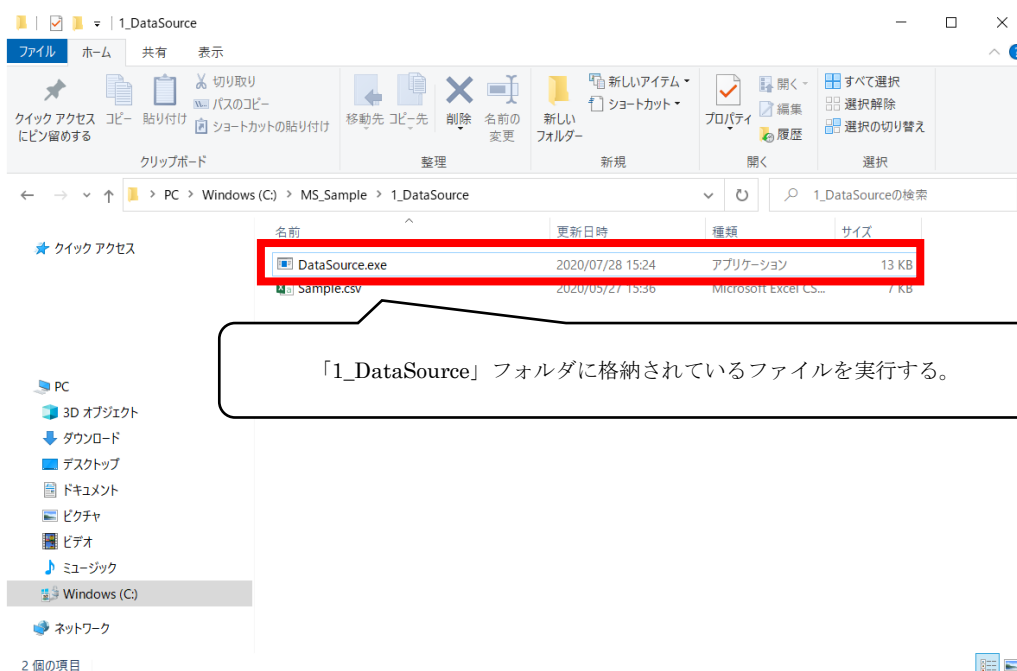 1_DataSource
ファイル ホーム 共有 表示
クイック アクセス
にピン留めする
コピー
貼り付け
切り取り
パスのコピー
ショートカットの貼り付け
クリップボード
移動先 コピー先 削除 名前の
変更
整理
新しい
フォルダー
新しいアイテム
ショートカット
新規
プロパティ
開く
編集
履歴
開く
すべて選択
選択解除
選択の切り替え
選択
PC > Windows (C:) > MS_Sample > 1_DataSource
1_DataSourceの検索
名前 更新日時 種類 サイズ
DataSource.exe 2020/07/28 15:24 アプリケーション 13 KB
Sample.csv 2020/05/27 15:36 Microsoft Excel CS... 7 KB
「1_DataSource」フォルダに格納されているファイルを実行する。
クイック アクセス
PC
3D オブジェクト
ダウンロード
デスクトップ
ドキュメント
ピクチャ
ビデオ
ミュージック
Windows (C:)
ネットワーク
2 個の項目